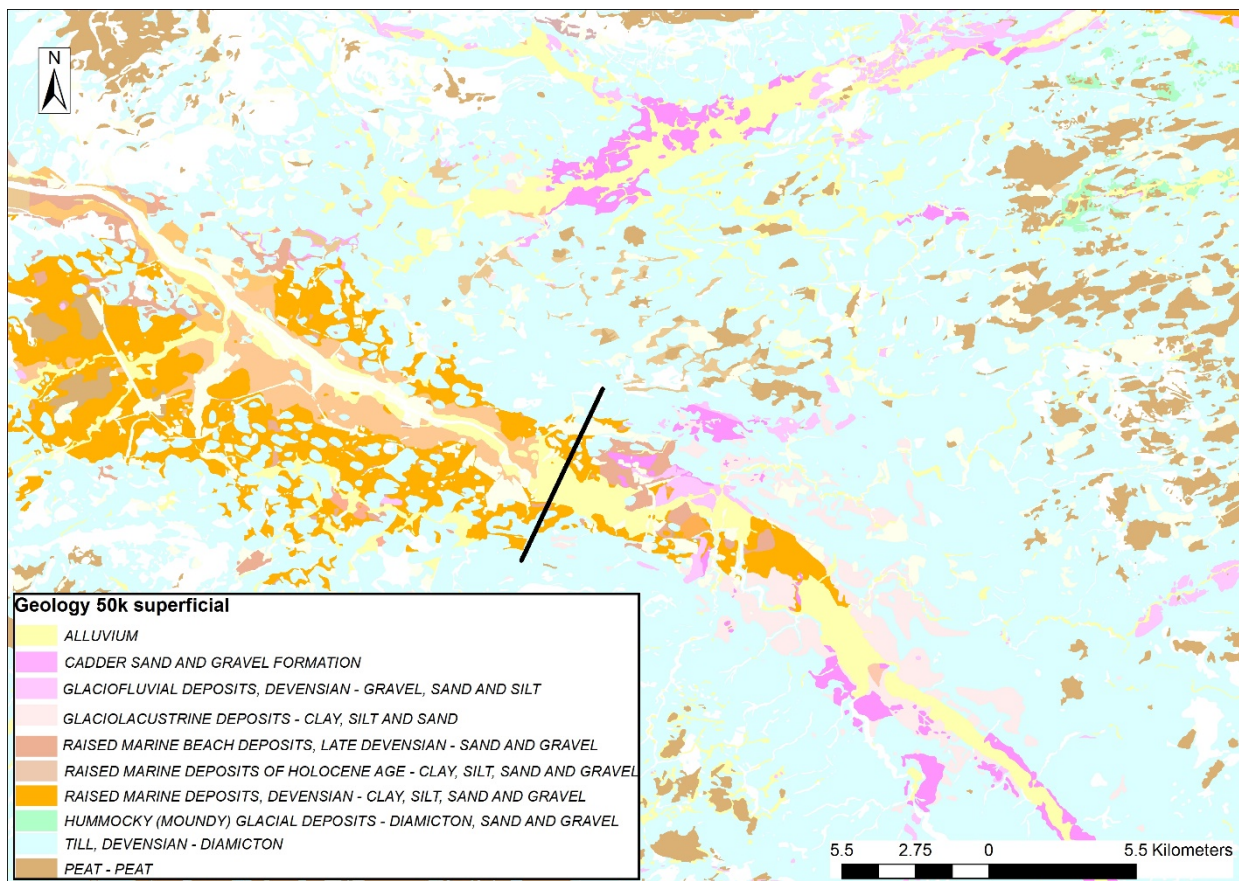 N
Geology 50k superficial
ALLUVIUM
CADDER SAND AND GRAVEL FORMATION
GLACIOFLUVIAL DEPOSITS, DEVENSIAN - GRAVEL, SAND AND SILT
GLACIOLACUSTRINE DEPOSITS - CLAY, SILT AND SAND
RAISED MARINE BEACH DEPOSITS, LATE DEVENSIAN - SAND AND GRAVEL
RAISED MARINE DEPOSITS OF HOLOCENE AGE - CLAY, SILT, SAND AND GRAVEL
RAISED MARINE DEPOSITS, DEVENSIAN - CLAY, SILT, SAND AND GRAVEL
HUMMOCKY (MOUNDY) GLACIAL DEPOSITS - DIAMICTON, SAND AND GRAVEL
TILL, DEVENSIAN - DIAMICTON
PEAT - PEAT
5.5 2.75 0 5.5 Kilometers